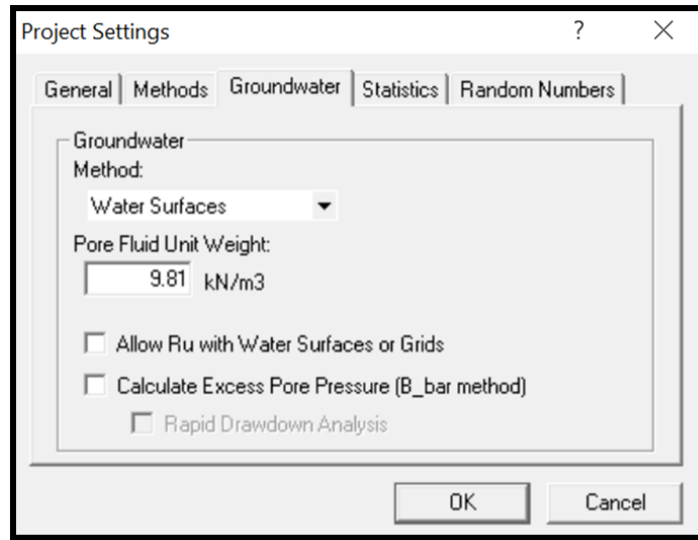 Project Settings ?
General Methods Groundwater Statistics Random Numbers
Groundwater
Method:
Water Surfaces
Pore Fluid Unit Weight:
9.81 kN/m3
Allow Ru with Water Surfaces or Grids
Calculate Excess Pore Pressure (B_bar method)
Rapid Drawdown Analysis
OK Cancel